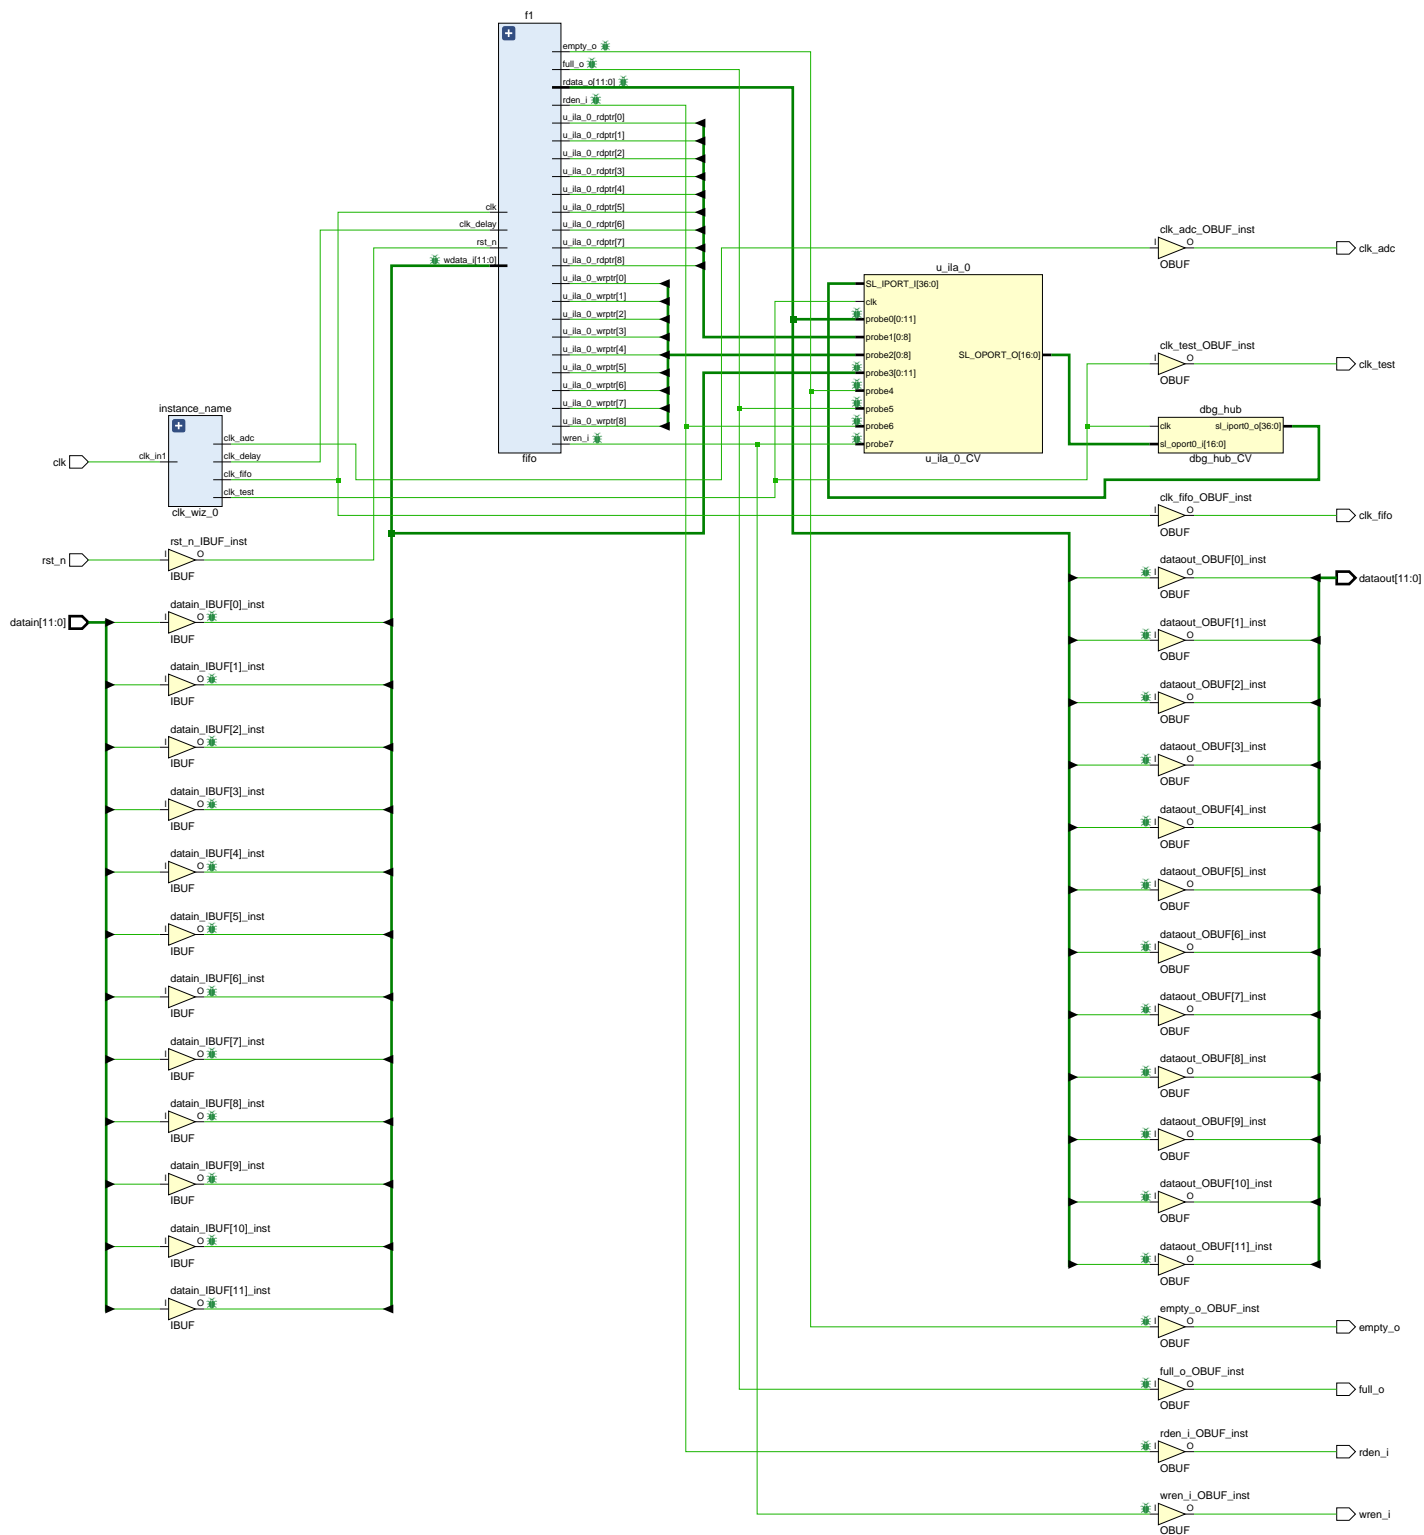 f1
empty_o
full_o
rdata_o[11:0]
rden_i
u_ila_0_rdptr[0]
u_ila_0_rdptr[1]
u_ila_0_rdptr[2]
u_ila_0_rdptr[3]
u_ila_0_rdptr[4]
u_ila_0_rdptr[5]
u_ila_0_rdptr[6]
u_ila_0_rdptr[7]
u_ila_0_rdptr[8]
u_ila_0_wrptr[0]
u_ila_0_wrptr[1]
u_ila_0_wrptr[2]
u_ila_0_wrptr[3]
u_ila_0_wrptr[4]
u_ila_0_wrptr[5]
u_ila_0_wrptr[6]
u_ila_0_wrptr[7]
u_ila_0_wrptr[8]
wren_i
clk
clk_delay
rst_n
wdata_i[11:0]
fifo
u_ila_0
SL_IPORT_I[36:0]
clk
probe0[0:11]
probe1[0:8]
probe2[0:8]
probe3[0:11]
probe4
probe5
probe6
probe7
SL_OPORT_O[16:0]
u_ila_0_CV
clk_adc_OBUF_inst
I O
OBUF
clk_adc
clk_test_OBUF_inst
I O
OBUF
clk_test
dbg_hub
clk
sl_oport0_i[16:0]
sl_iport0_o[36:0]
dbg_hub_CV
clk_fifo_OBUF_inst
I O
OBUF
clk_fifo
instance_name
clk
clk_in1
clk_adc
clk_delay
clk_fifo
clk_test
clk_wiz_0
rst_n
rst_n_IBUF_inst
I O
IBUF
datain[11:0]
datain_IBUF[0]_inst
I O
IBUF
datain_IBUF[1]_inst
I O
IBUF
datain_IBUF[2]_inst
I O
IBUF
datain_IBUF[3]_inst
I O
IBUF
datain_IBUF[4]_inst
I O
IBUF
datain_IBUF[5]_inst
I O
IBUF
datain_IBUF[6]_inst
I O
IBUF
datain_IBUF[7]_inst
I O
IBUF
datain_IBUF[8]_inst
I O
IBUF
datain_IBUF[9]_inst
I O
IBUF
datain_IBUF[10]_inst
I O
IBUF
datain_IBUF[11]_inst
I O
IBUF
dataout_OBUF[0]_inst
I O
OBUF
dataout[11:0]
dataout_OBUF[1]_inst
I O
OBUF
dataout_OBUF[2]_inst
I O
OBUF
dataout_OBUF[3]_inst
I O
OBUF
dataout_OBUF[4]_inst
I O
OBUF
dataout_OBUF[5]_inst
I O
OBUF
dataout_OBUF[6]_inst
I O
OBUF
dataout_OBUF[7]_inst
I O
OBUF
dataout_OBUF[8]_inst
I O
OBUF
dataout_OBUF[9]_inst
I O
OBUF
dataout_OBUF[10]_inst
I O
OBUF
dataout_OBUF[11]_inst
I O
OBUF
empty_o_OBUF_inst
I O
OBUF
empty_o
full_o_OBUF_inst
I O
OBUF
full_o
rden_i_OBUF_inst
I O
OBUF
rden_i
wren_i_OBUF_inst
I O
OBUF
wren_i